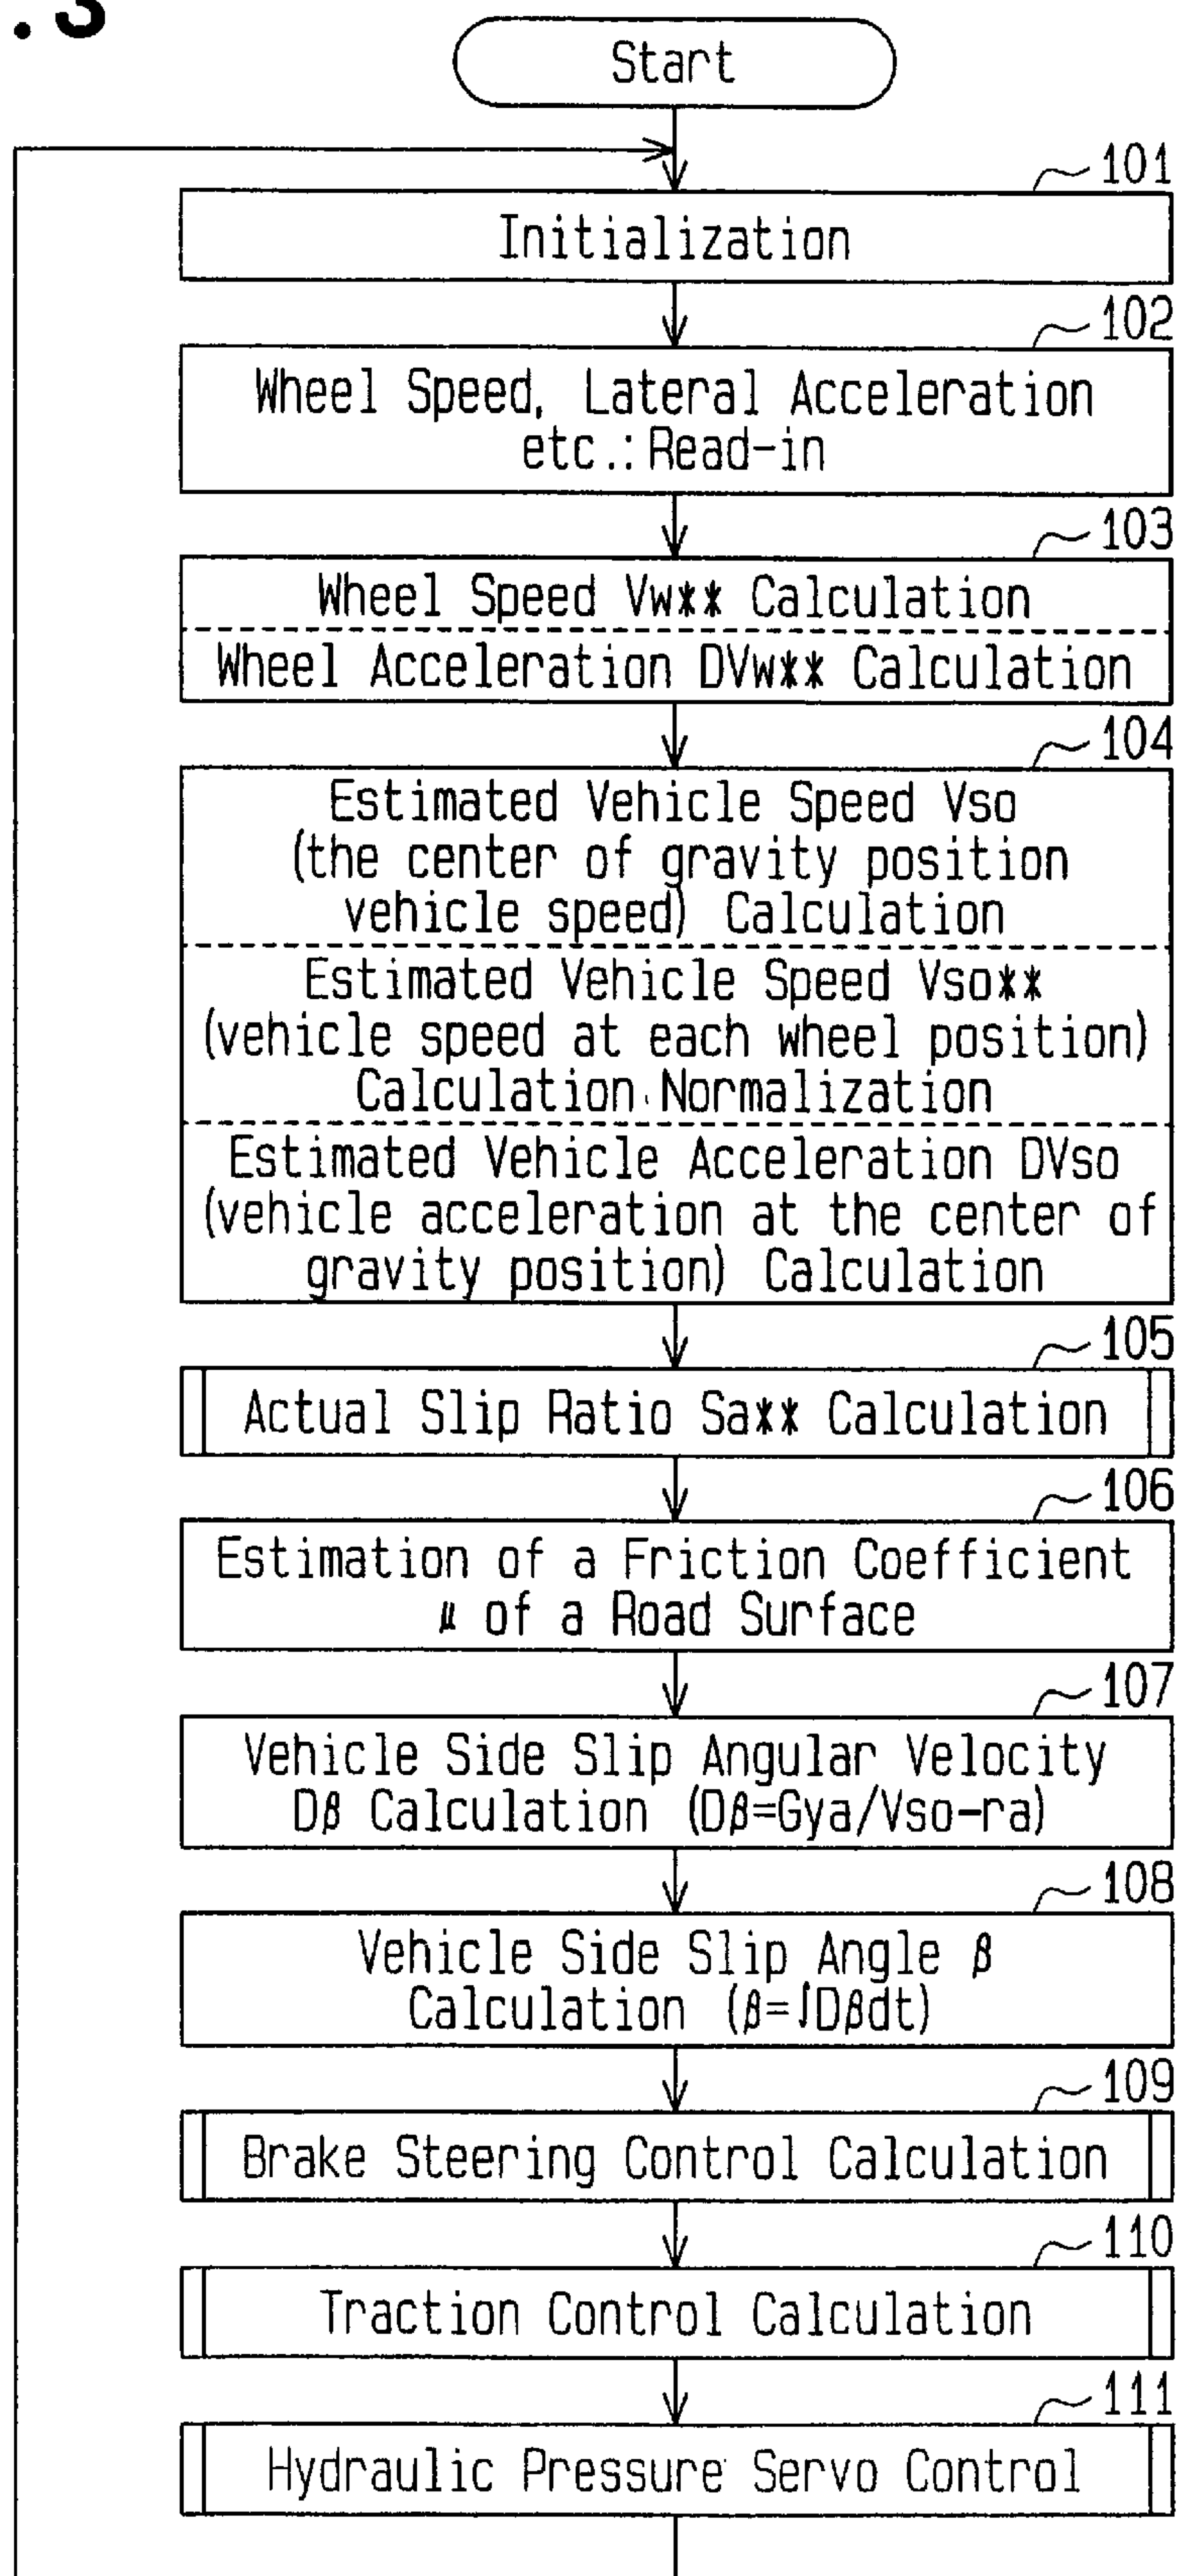 .3
Start
101
Initialization
102
Wheel Speed, Lateral Acceleration
etc.:Read-in
103
Wheel Speed Vw** Calculation
Wheel Acceleration DVw** Calculation
104
Estimated Vehicle Speed Vso
(the center of gravity position
vehicle speed) Calculation
Estimated Vehicle Speed Vso**
(vehicle speed at each wheel position)
Calculation Normalization
Estimated Vehicle Acceleration DVso
(vehicle acceleration at the center of
gravity position) Calculation
105
Actual Slip Ratio Sa** Calculation
106
Estimation of a Friction Coefficient
μ of a Road Surface
107
Vehicle Side Slip Angular Velocity
Dβ Calculation (Dβ=Gya/Vso-ra)
108
Vehicle Side Slip Angle β
Calculation (β=∫Dβdt)
109
Brake Steering Control Calculation
110
Traction Control Calculation
111
Hydraulic Pressure Servo Control